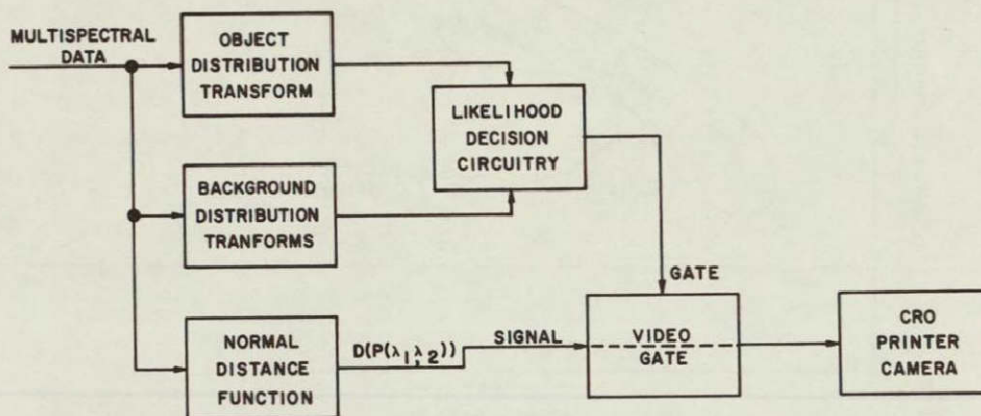 MULTISPECTRAL
DATA
OBJECT
DISTRIBUTION
TRANSFORM
LIKELIHOOD
DECISION
CIRCUITRY
BACKGROUND
DISTRIBUTION
TRANFORMS
GATE
NORMAL
DISTANCE
FUNCTION
D(P(λ1,λ2))
SIGNAL
VIDEO
GATE
CRO
PRINTER
CAMERA